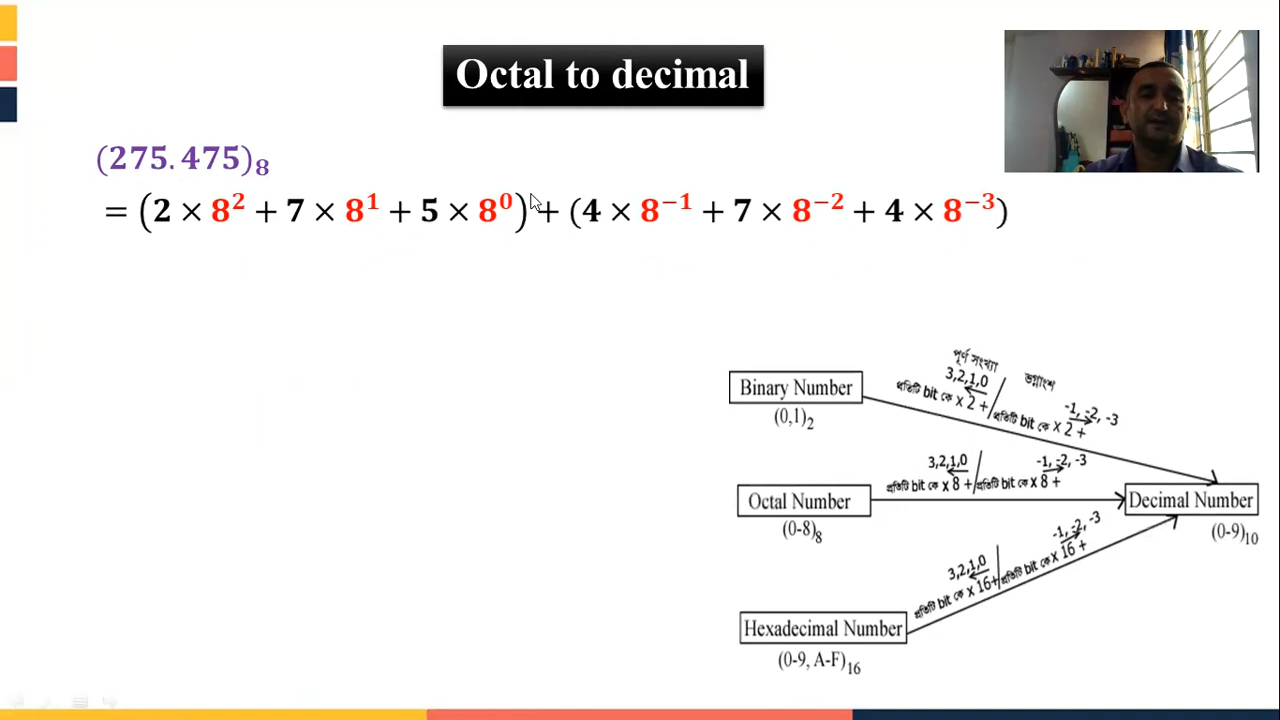 Octal to decimal
(275.475)₈
= (2 × 8² + 7 × 8¹ + 5 × 8⁰) + (4 × 8⁻¹ + 7 × 8⁻² + 4 × 8⁻³)
পূর্ণ সংখ্যা
ভগ্নাংশ
3,2,1,0
-1, -2, -3
প্রতিটি bit কে x 2 +
প্রতিটি bit কে x 2 +
Binary Number
(0,1)₂
3,2,1,0
-1, -2, -3
প্রতিটি bit কে x 8 +
প্রতিটি bit কে x 8 +
Octal Number
(0-8)₈
Decimal Number
(0-9)₁₀
3,2,1,0
-1, -2, -3
প্রতিটি bit কে x 16+
প্রতিটি bit কে x 16 +
Hexadecimal Number
(0-9, A-F)₁₆